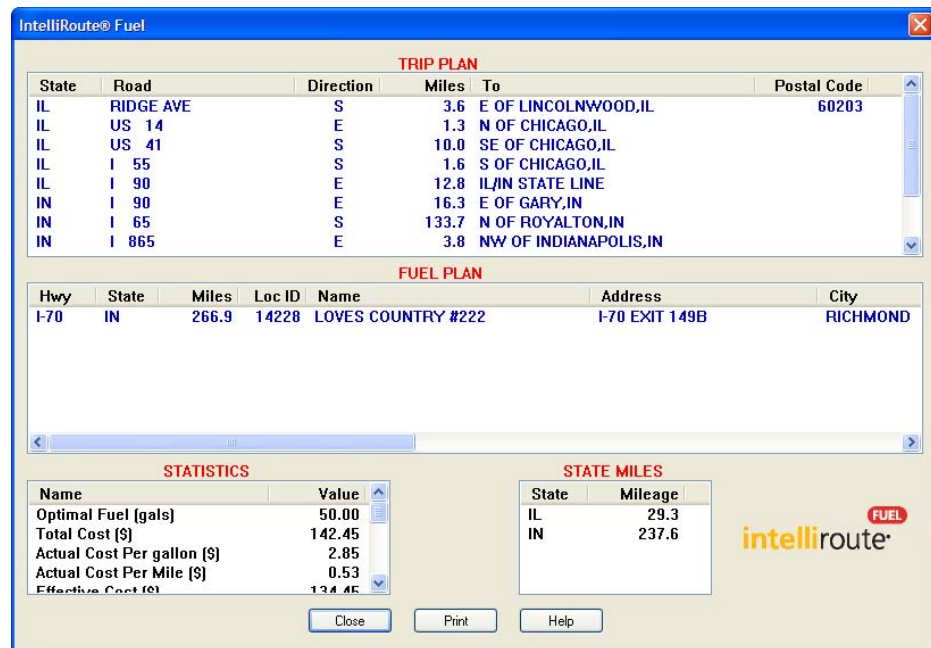 IntelliRoute® Fuel
TRIP PLAN
State Road Direction Miles To Postal Code
IL RIDGE AVE S 3.6 E OF LINCOLNWOOD,IL 60203
IL US 14 E 1.3 N OF CHICAGO,IL
IL US 41 S 10.0 SE OF CHICAGO,IL
IL I 55 S 1.6 S OF CHICAGO,IL
IL I 90 E 12.8 IL/IN STATE LINE
IN I 90 E 16.3 E OF GARY,IN
IN I 65 S 133.7 N OF ROYALTON,IN
IN I 865 E 3.8 NW OF INDIANAPOLIS,IN
FUEL PLAN
Hwy State Miles Loc ID Name Address City
I-70 IN 266.9 14228 LOVES COUNTRY #222 I-70 EXIT 149B RICHMOND
STATISTICS
Name Value
Optimal Fuel (gals) 50.00
Total Cost ($) 142.45
Actual Cost Per gallon ($) 2.85
Actual Cost Per Mile ($) 0.53
Effective Cost ($) 134.45
STATE MILES
State Mileage
IL 29.3
IN 237.6
FUEL
intelliroute
Close Print Help